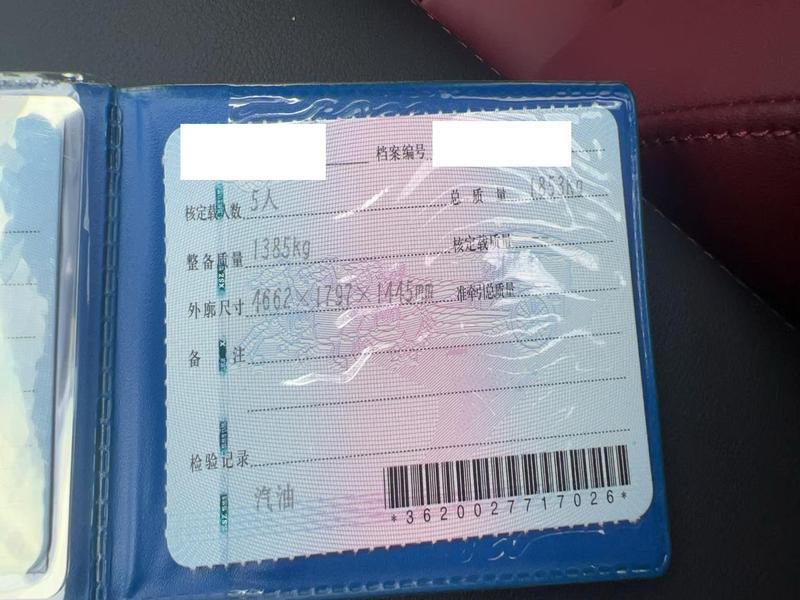 档案编号
核定载人数 5人 总质量 1853kg
整备质量 1385kg 核定载质量
外廓尺寸 4662×1797×1445mm 准牵引总质量
备注
检验记录
汽油
*3620027717026*